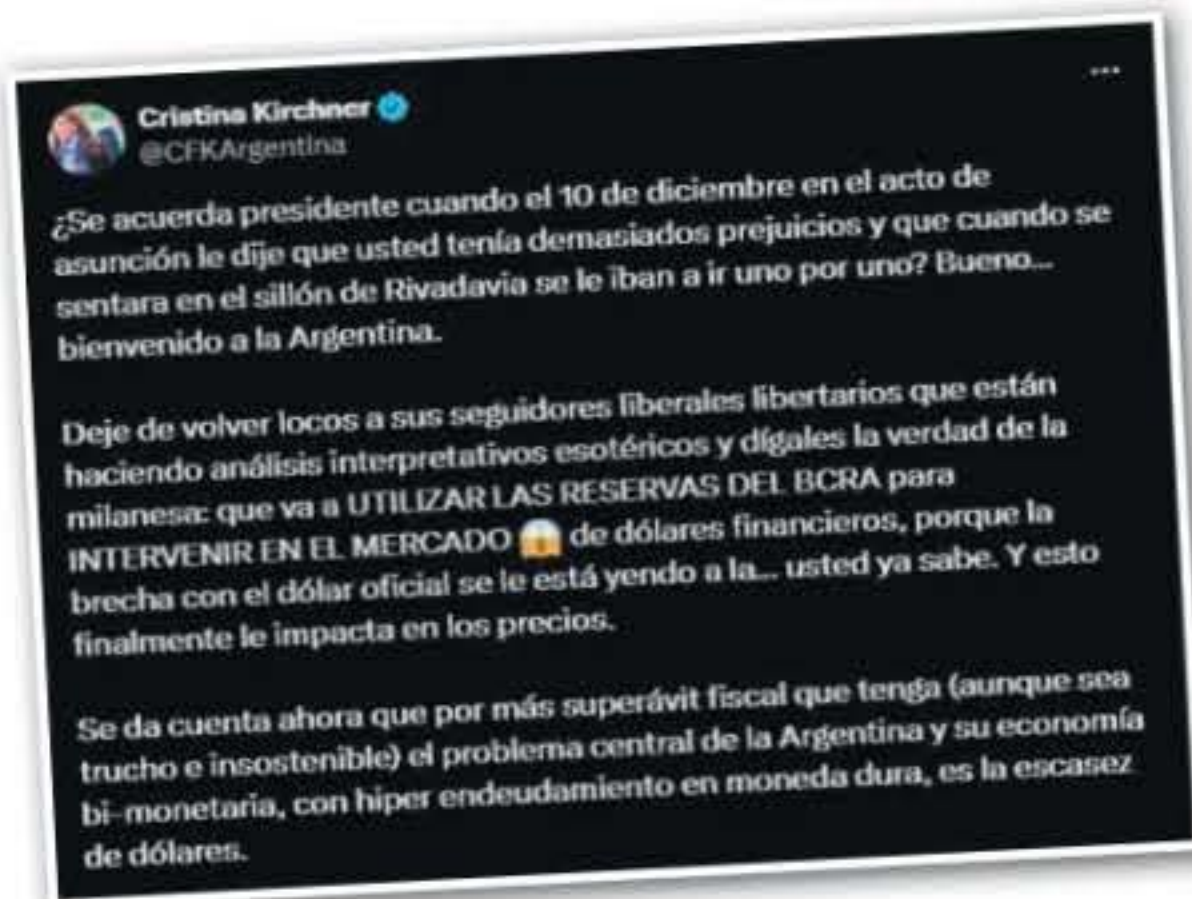 Cristina Kirchner
@CFKArgentina
¿Se acuerda presidente cuando el 10 de diciembre en el acto de
asunción le dije que usted tenía demasiados prejuicios y que cuando se
sentara en el sillón de Rivadavia se le iban a ir uno por uno? Bueno...
bienvenido a la Argentina.
Deje de volver locos a sus seguidores liberales libertarios que están
haciendo análisis interpretativos esotéricos y dígales la verdad de la
milanesa: que va a UTILIZAR LAS RESERVAS DEL BCRA para
INTERVENIR EN EL MERCADO 😱 de dólares financieros, porque la
brecha con el dólar oficial se le está yendo a la... usted ya sabe. Y esto
finalmente le impacta en los precios.
Se da cuenta ahora que por más superávit fiscal que tenga (aunque sea
trucho e insostenible) el problema central de la Argentina y su economía
bi-monetaria, con hiper endeudamiento en moneda dura, es la escasez
de dólares.